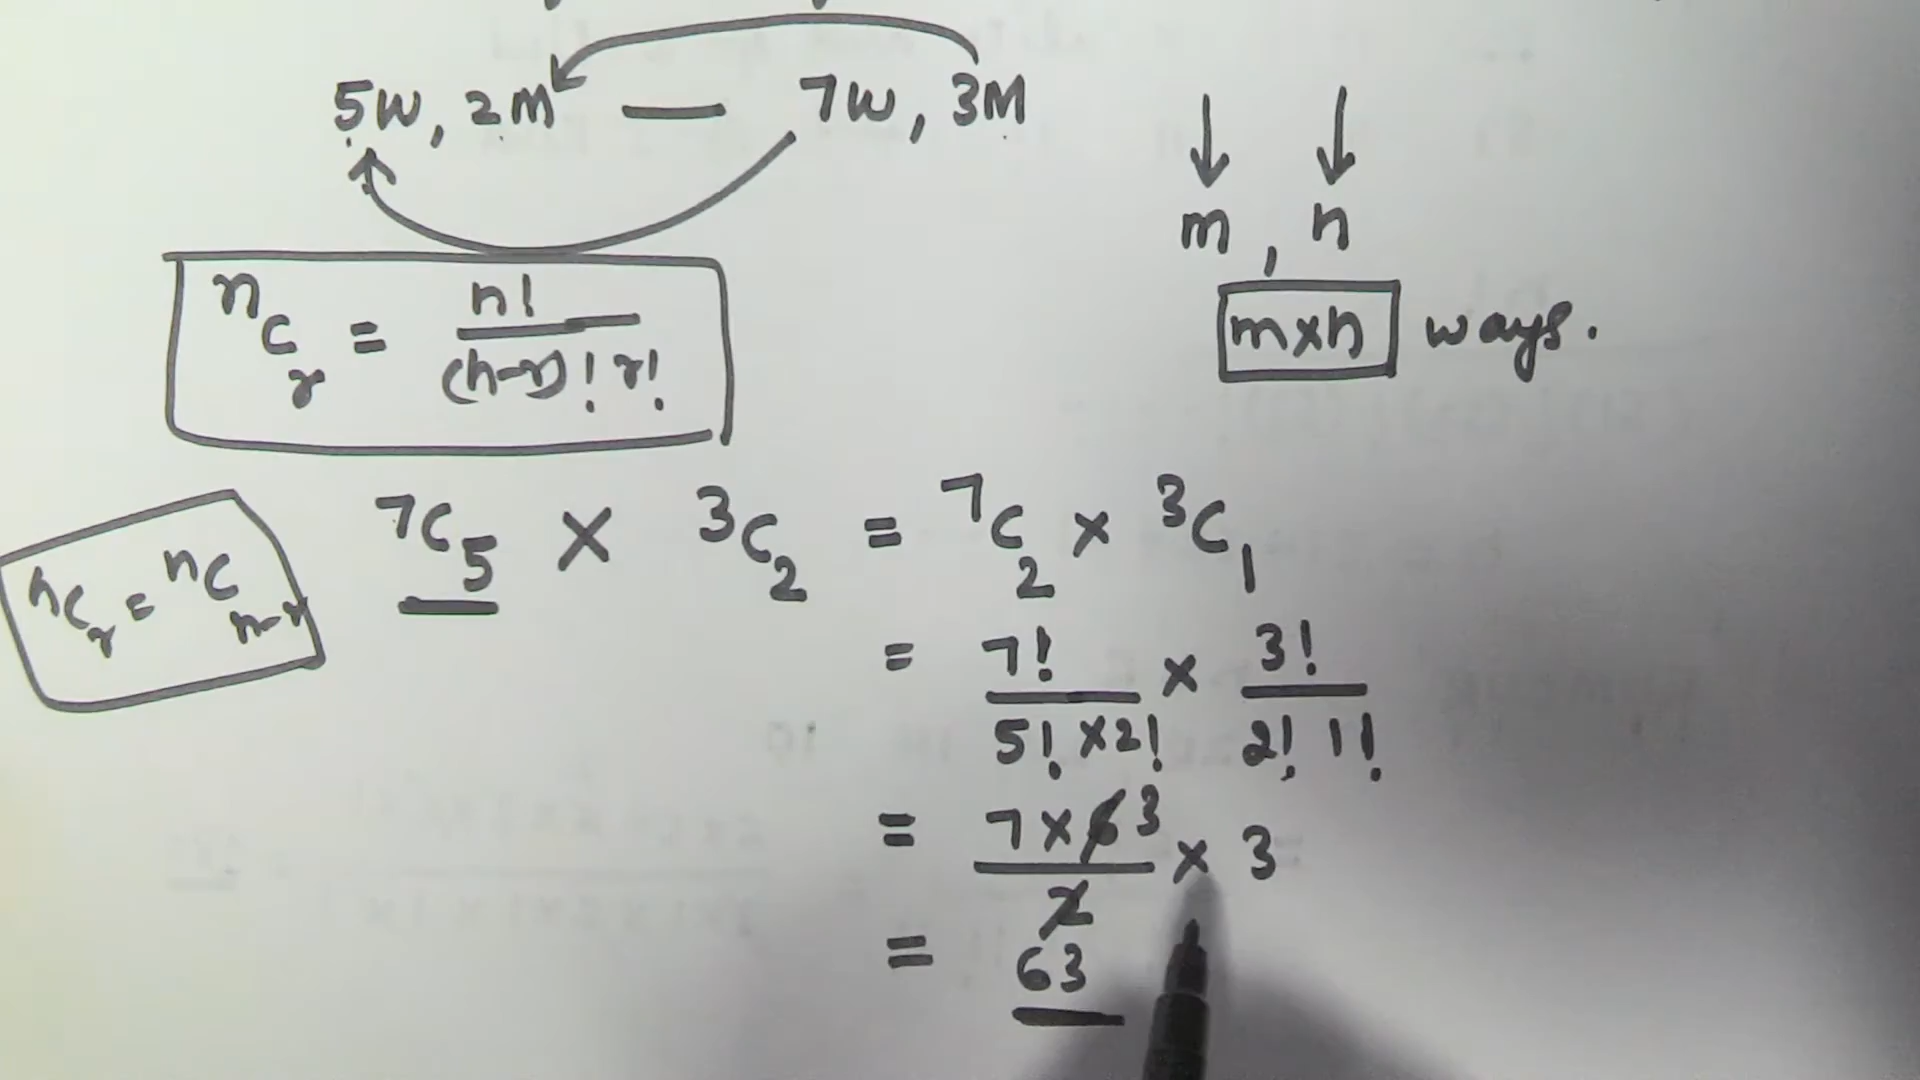 5W, 2M — 7W, 3M
m, n
m×n ways.
ⁿCᵣ = n! / (n-r)! r!
⁷C₅ × ³C₂ = ⁷C₂ × ³C₁
ⁿCᵣ = ⁿCₙ₋ᵣ
= 7! / 5! ×2! × 3! / 2! 1!
= 7 × 6 3 / 2 × 3
= 63